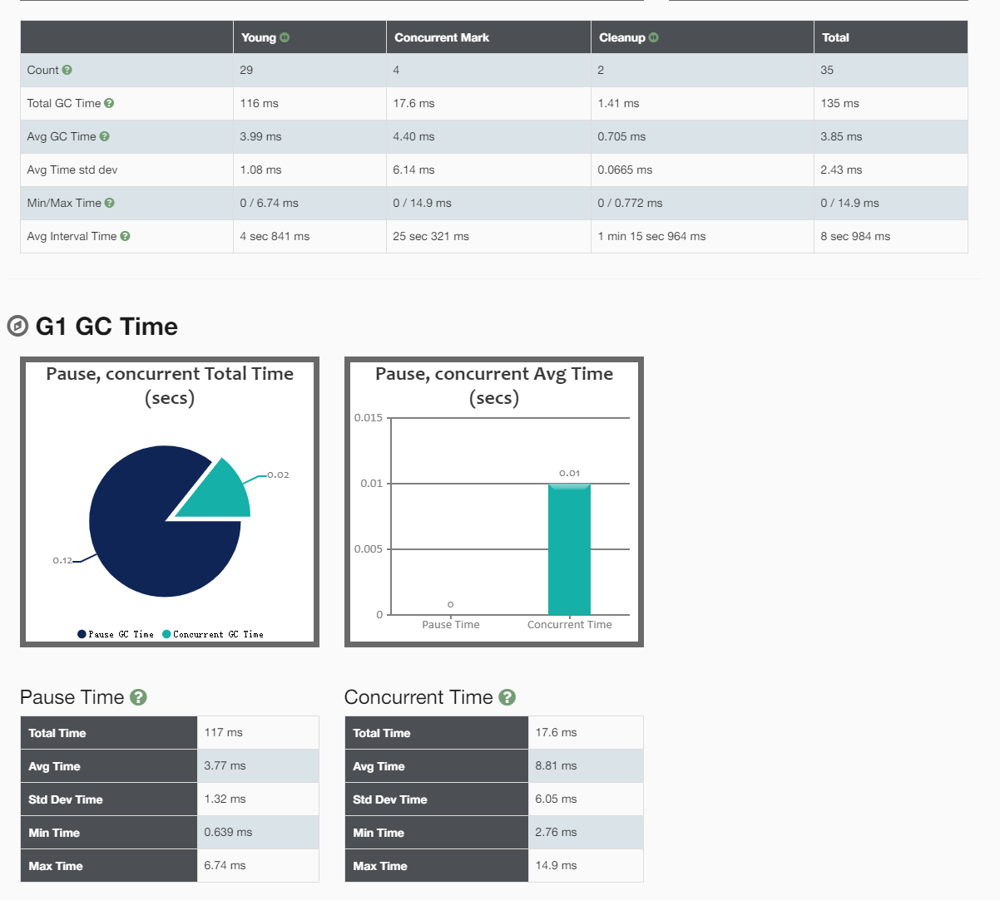 Young Concurrent Mark Cleanup Total
Count 29 4 2 35
Total GC Time 116 ms 17.6 ms 1.41 ms 135 ms
Avg GC Time 3.99 ms 4.40 ms 0.705 ms 3.85 ms
Avg Time std dev 1.08 ms 6.14 ms 0.0665 ms 2.43 ms
Min/Max Time 0 / 6.74 ms 0 / 14.9 ms 0 / 0.772 ms 0 / 14.9 ms
Avg Interval Time 4 sec 841 ms 25 sec 321 ms 1 min 15 sec 964 ms 8 sec 984 ms
G1 GC Time
Pause, concurrent Total Time
(secs)
0.02
0.12
Pause GC Time Concurrent GC Time
Pause, concurrent Avg Time
(secs)
0.015
0.01
0.01
0.005
0
0
Pause Time Concurrent Time
Pause Time
Total Time 117 ms
Avg Time 3.77 ms
Std Dev Time 1.32 ms
Min Time 0.639 ms
Max Time 6.74 ms
Concurrent Time
Total Time 17.6 ms
Avg Time 8.81 ms
Std Dev Time 6.05 ms
Min Time 2.76 ms
Max Time 14.9 ms